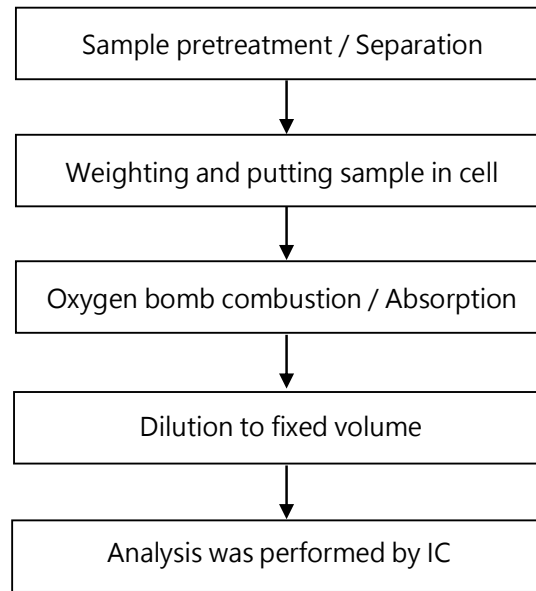 Sample pretreatment / Separation
Weighting and putting sample in cell
Oxygen bomb combustion / Absorption
Dilution to fixed volume
Analysis was performed by IC